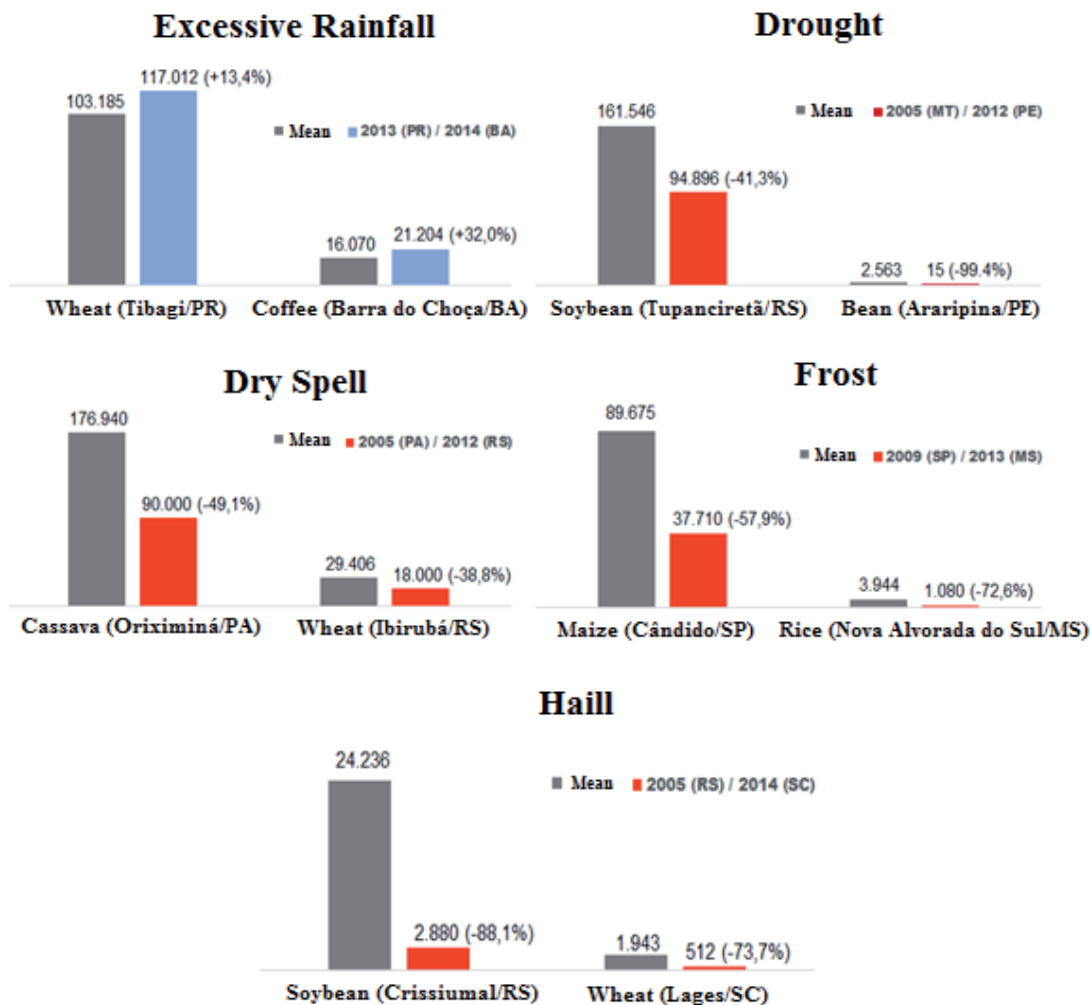 Excessive Rainfall
117.012 (+13,4%)
103.185
Mean 2013 (PR) / 2014 (BA)
21.204 (+32,0%)
16.070
Wheat (Tibagi/PR) Coffee (Barra do Choça/BA)
Drought
161.546
Mean 2005 (MT) / 2012 (PE)
94.896 (-41,3%)
2.563 15 (-99.4%)
Soybean (Tupanciretã/RS) Bean (Araripina/PE)
Dry Spell
176.940
Mean 2005 (PA) / 2012 (RS)
90.000 (-49,1%)
29.406
18.000 (-38,8%)
Cassava (Oriximiná/PA) Wheat (Ibirubá/RS)
Frost
89.675
Mean 2009 (SP) / 2013 (MS)
37.710 (-57,9%)
3.944 1.080 (-72,6%)
Maize (Cândido/SP) Rice (Nova Alvorada do Sul/MS)
Haill
24.236
Mean 2005 (RS) / 2014 (SC)
2.880 (-88,1%)
1.943 512 (-73,7%)
Soybean (Crissiumal/RS) Wheat (Lages/SC)